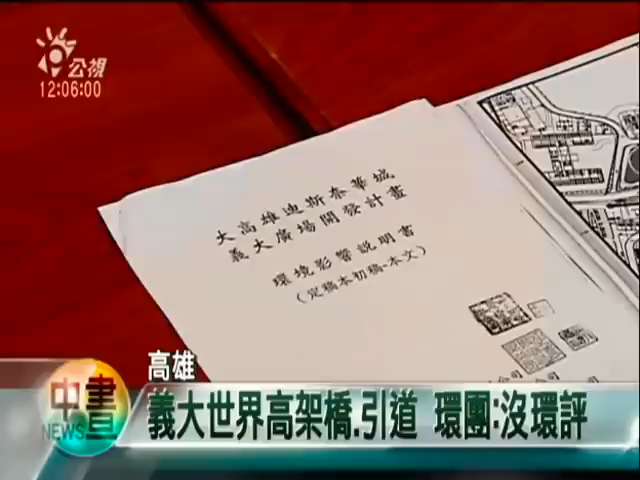 公視
12:06:00
大高雄迪斯奈華城
義大廣場開發計畫
環境影響說明書
(定稿本初稿-本文)
高雄
中晝
NEWS
義大世界高架橋.引道 環團:沒環評